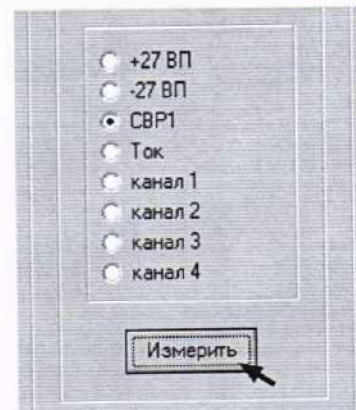 +27 ВП
-27 ВП
СВР1
Ток
канал 1
канал 2
канал 3
канал 4
Измерить